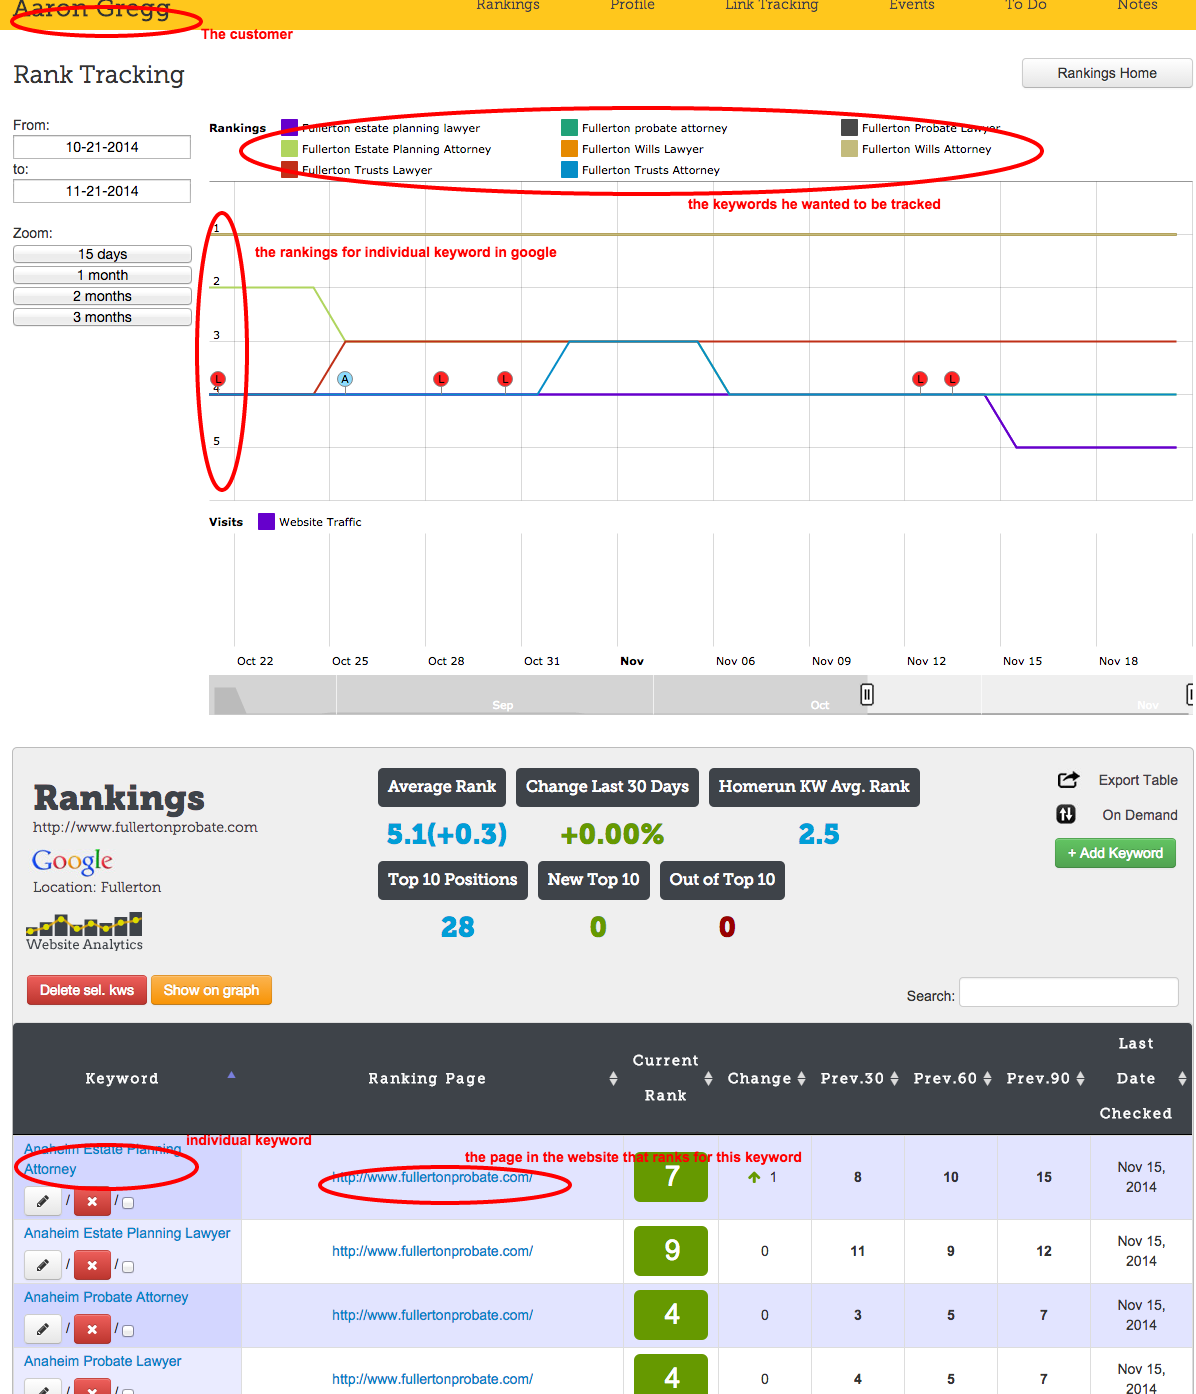 Aaron Gregg
Rankings Profile Link Tracking Events To Do Notes
The customer
Rank Tracking
Rankings Home
From:
10-21-2014
to:
11-21-2014
Zoom:
15 days
1 month
2 months
3 months
Rankings Fullerton estate planning lawyer Fullerton probate attorney Fullerton Probate Lawyer
Fullerton Estate Planning Attorney Fullerton Wills Lawyer Fullerton Wills Attorney
Fullerton Trusts Lawyer Fullerton Trusts Attorney
the keywords he wanted to be tracked
1
the rankings for individual keyword in google
2
3
L A L L L L
4
5
Visits Website Traffic
Oct 22 Oct 25 Oct 28 Oct 31 Nov Nov 06 Nov 09 Nov 12 Nov 15 Nov 18
Sep Oct Nov
Rankings
http://www.fullertonprobate.com
Google
Location: Fullerton
Website Analytics
Average Rank Change Last 30 Days Homerun KW Avg. Rank
5.1(+0.3) +0.00% 2.5
Top 10 Positions New Top 10 Out of Top 10
28 0 0
Export Table
On Demand
+ Add Keyword
Delete sel. kws Show on graph
Search:
Keyword Ranking Page Current Rank Change Prev.30 Prev.60 Prev.90 Last Date Checked
individual keyword
the page in the website that ranks for this keyword
Anaheim Estate Planning
Attorney
/ /
http://www.fullertonprobate.com/ 7 1 8 10 15 Nov 15,
2014
Anaheim Estate Planning Lawyer
/ /
http://www.fullertonprobate.com/ 9 0 11 9 12 Nov 15,
2014
Anaheim Probate Attorney
/ /
http://www.fullertonprobate.com/ 4 0 3 5 7 Nov 15,
2014
Anaheim Probate Lawyer
/ /
http://www.fullertonprobate.com/ 4 0 4 5 7 Nov 15,
2014